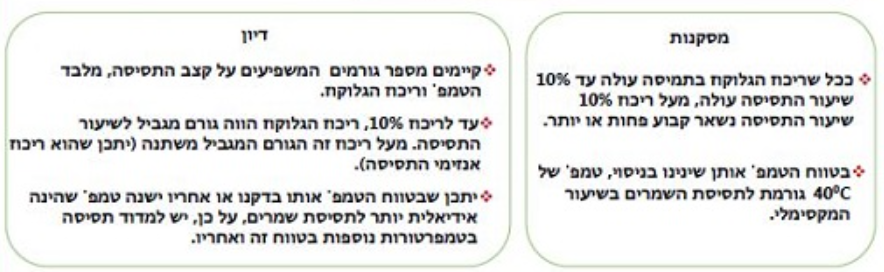 מסקנות
❖ ככל שריכוז הגלוקוז בתמיסה עולה עד 10%
שיעור התסיסה עולה, מעל ריכוז 10%
שיעור התסיסה נשאר קבוע פחות או יותר.
❖ בטווח הטמפ' אותן שינינו בניסוי, טמפ' של
40⁰C גורמת לתסיסת השמרים בשיעור
המקסימלי.
דיון
❖ קיימים מספר גורמים המשפיעים על קצב התסיסה, מלבד
הטמפ' וריכוז הגלוקוז.
❖ עד לריכוז 10%, ריכוז הגלוקוז הווה גורם מגביל לשיעור
התסיסה. מעל ריכוז זה הגורם המגביל משתנה (יתכן שהוא ריכוז
אנזימי התסיסה).
❖ יתכן שבטווח הטמפ' אותו בדקנו או אחריו ישנה טמפ' שהינה
אידיאלית יותר לתסיסת שמרים, על כן, יש למדוד תסיסה
בטמפרטורות נוספות בטווח זה ואחריו.